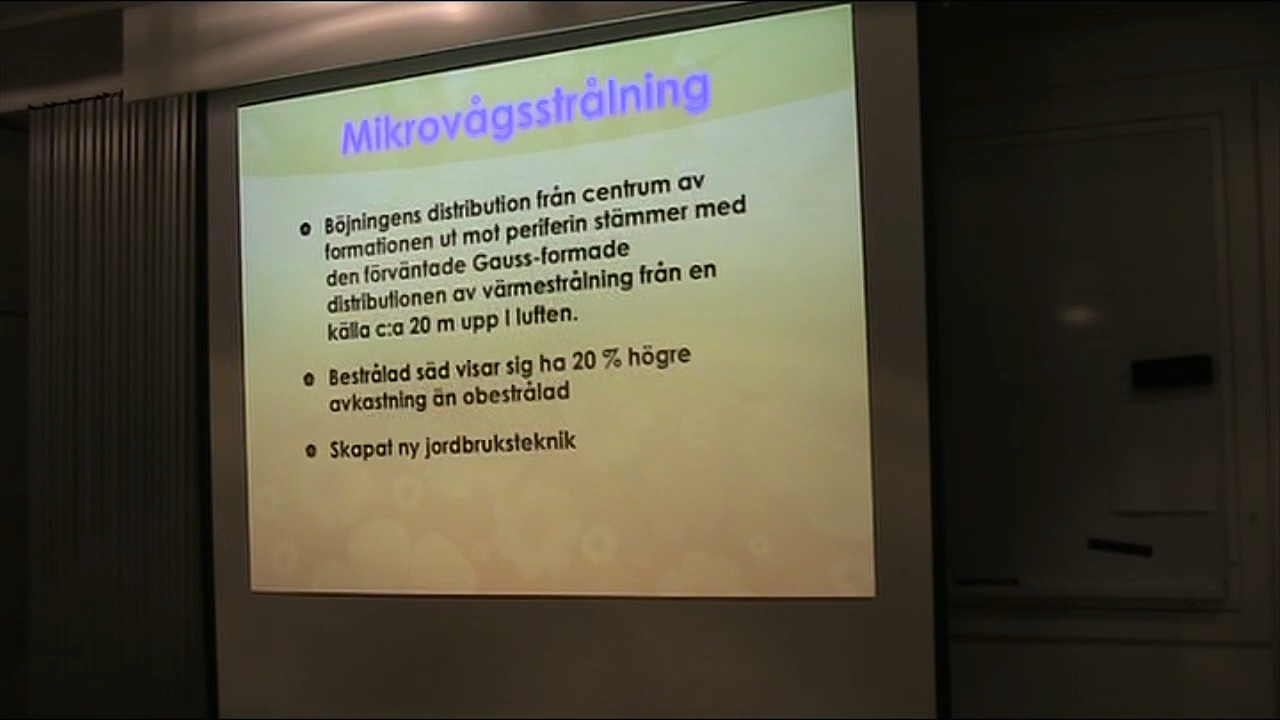 Mikrovågsstrålning
Böjningens distribution från centrum av
formationen ut mot periferin stämmer med
den förväntade Gauss-formade
distributionen av värmestrålning från en
källa c:a 20 m upp I luften.
Bestrålad säd visar sig ha 20 % högre
avkastning än obestrålad
Skapat ny jordbruksteknik